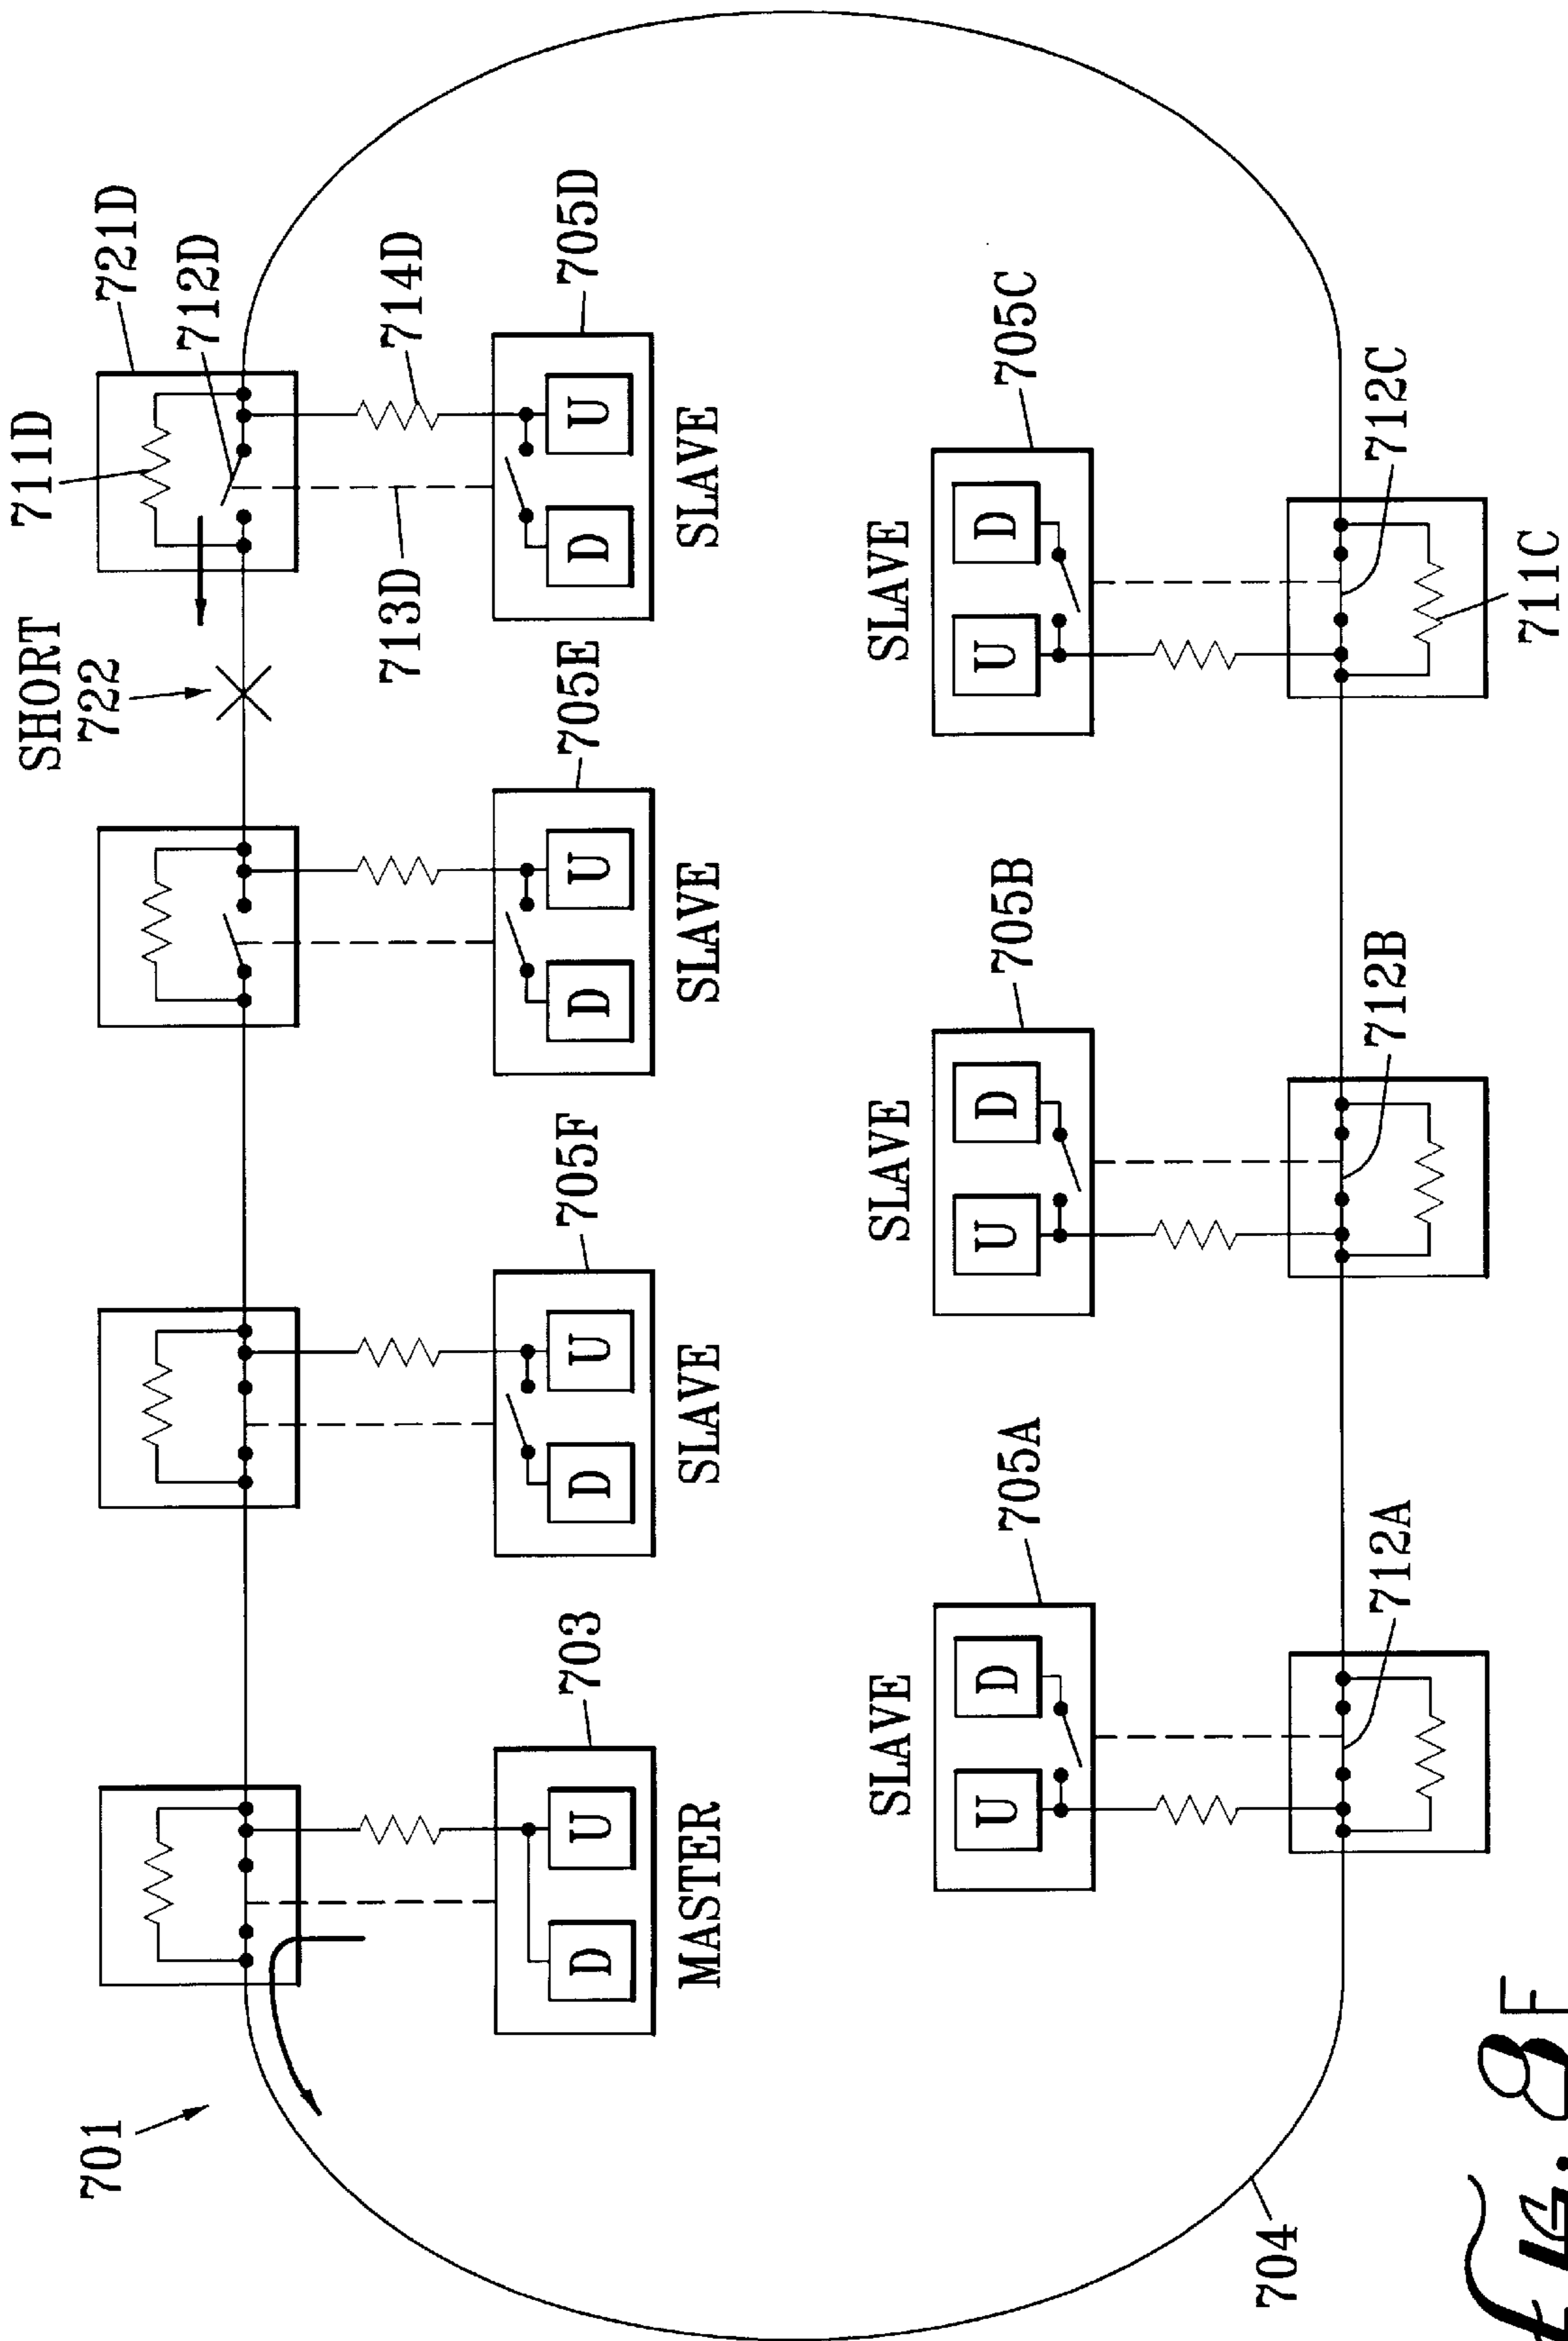 711D
721D
712D
SHORT
722
714D
713D
705D
U
D
SLAVE
705E
U
D
SLAVE
705F
U
D
SLAVE
703
U
D
MASTER
701
SLAVE
705C
U
D
712C
711C
SLAVE
705B
U
D
712B
SLAVE
705A
U
D
712A
704
Fig. 8F